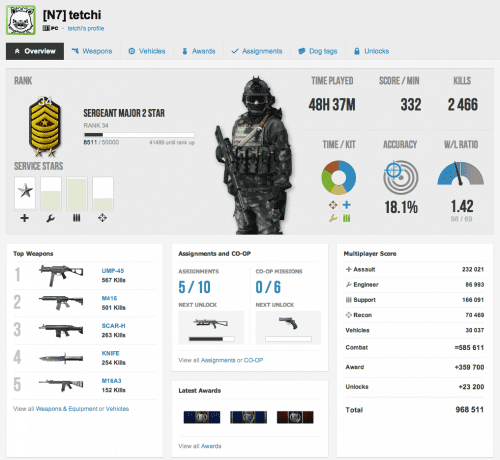 [N7] tetchi
PC · tetchi's profile
Overview Weapons Vehicles Awards Assignments Dog tags Unlocks
RANK
34
SERGEANT MAJOR 2 STAR
RANK 34
8511 / 50000 41489 until rank up
SERVICE STARS
TIME PLAYED SCORE / MIN KILLS
48H 37M 332 2 466
TIME / KIT ACCURACY W/L RATIO
18.1% 1.42
98 / 69
Top Weapons
1 UMP-45
567 Kills
2 M416
501 Kills
3 SCAR-H
263 Kills
4 KNIFE
254 Kills
5 M16A3
152 Kills
View all Weapons & Equipment or Vehicles
Assignments and CO-OP
ASSIGNMENTS CO-OP MISSIONS
5 / 10 0 / 6
NEXT UNLOCK NEXT UNLOCK
View all Assignments or CO-OP
Latest Awards
View all Awards
Multiplayer Score
Assault 232 021
Engineer 86 993
Support 166 091
Recon 70 469
Vehicles 30 037
Combat =585 611
Award +359 700
Unlocks +23 200
Total 968 511